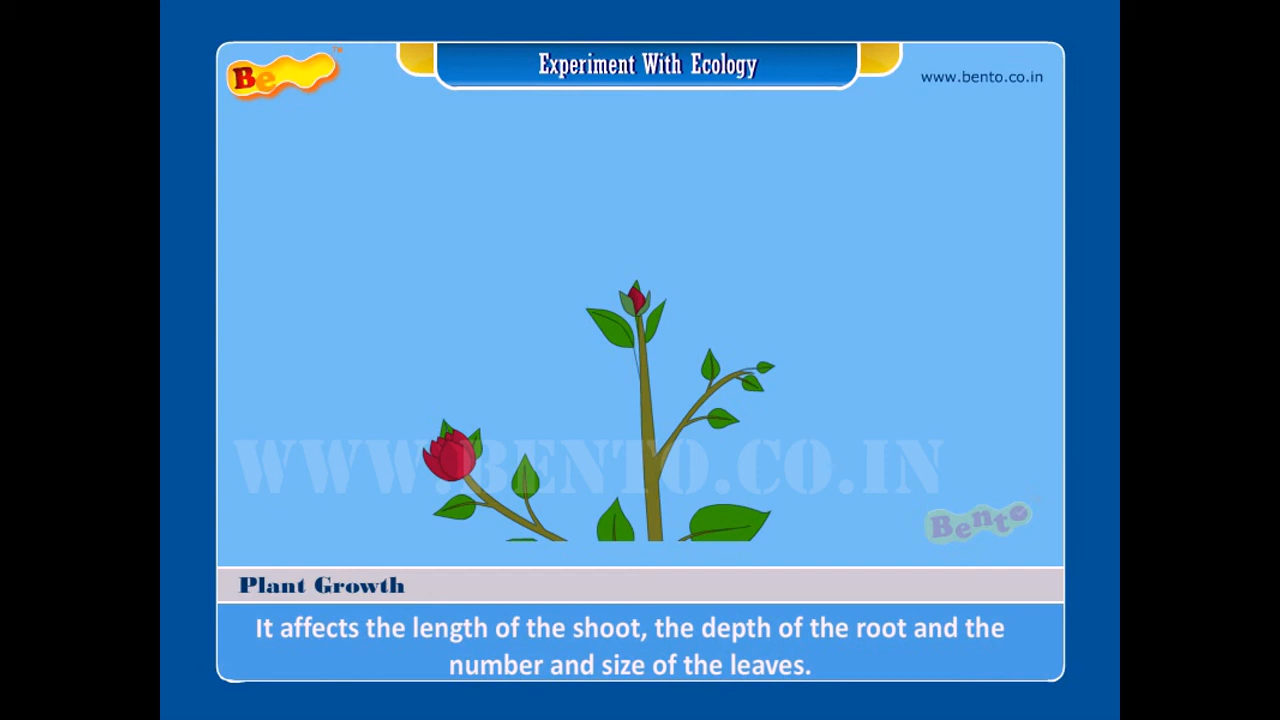 Be
™
Experiment With Ecology
www.bento.co.in
WWW.BENTO.CO.IN
Bento
Plant Growth
It affects the length of the shoot, the depth of the root and the
number and size of the leaves.